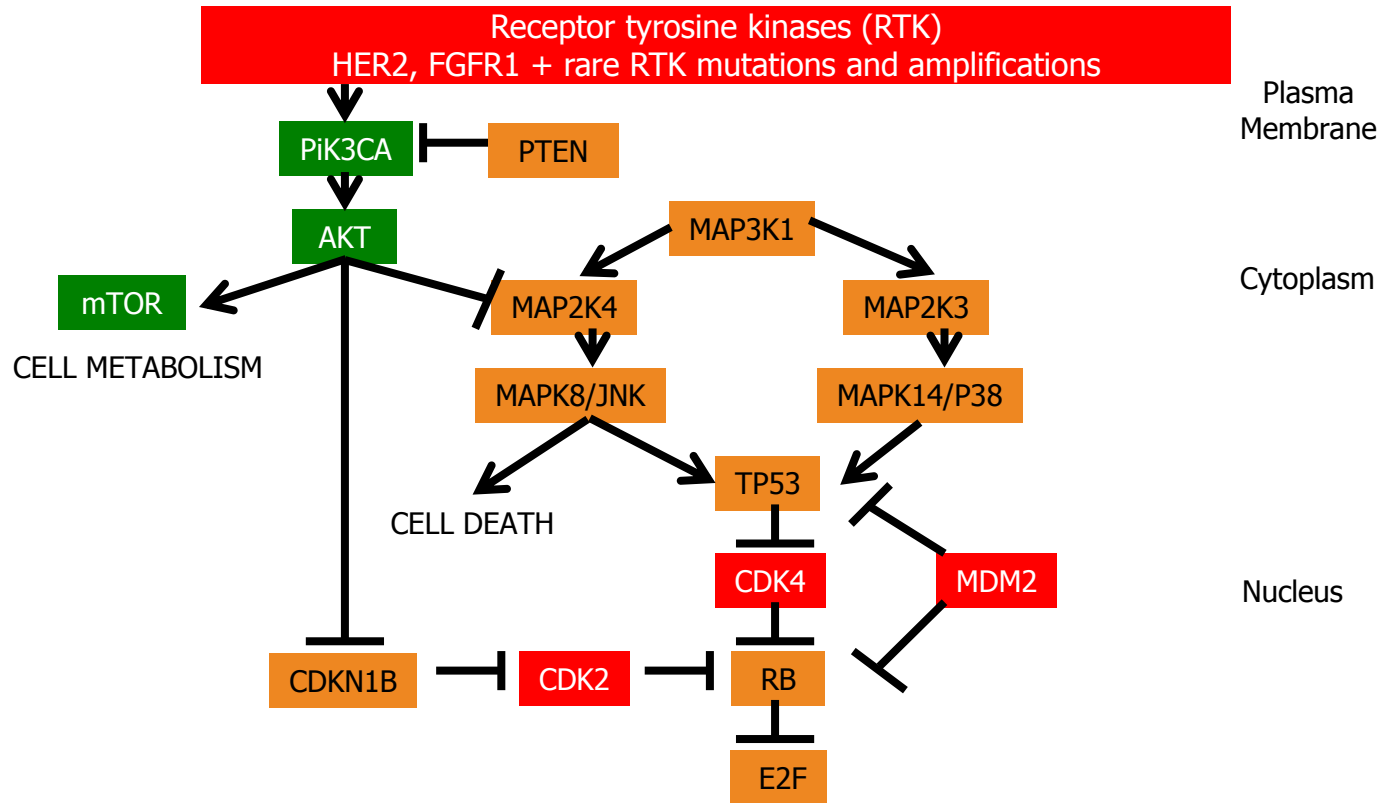 Receptor tyrosine kinases (RTK)
HER2, FGFR1 + rare RTK mutations and amplifications
Plasma
Membrane
PiK3CA
PTEN
AKT
MAP3K1
Cytoplasm
mTOR
MAP2K4
MAP2K3
CELL METABOLISM
MAPK8/JNK
MAPK14/P38
TP53
CELL DEATH
CDK4
MDM2
Nucleus
CDKN1B
CDK2
RB
E2F